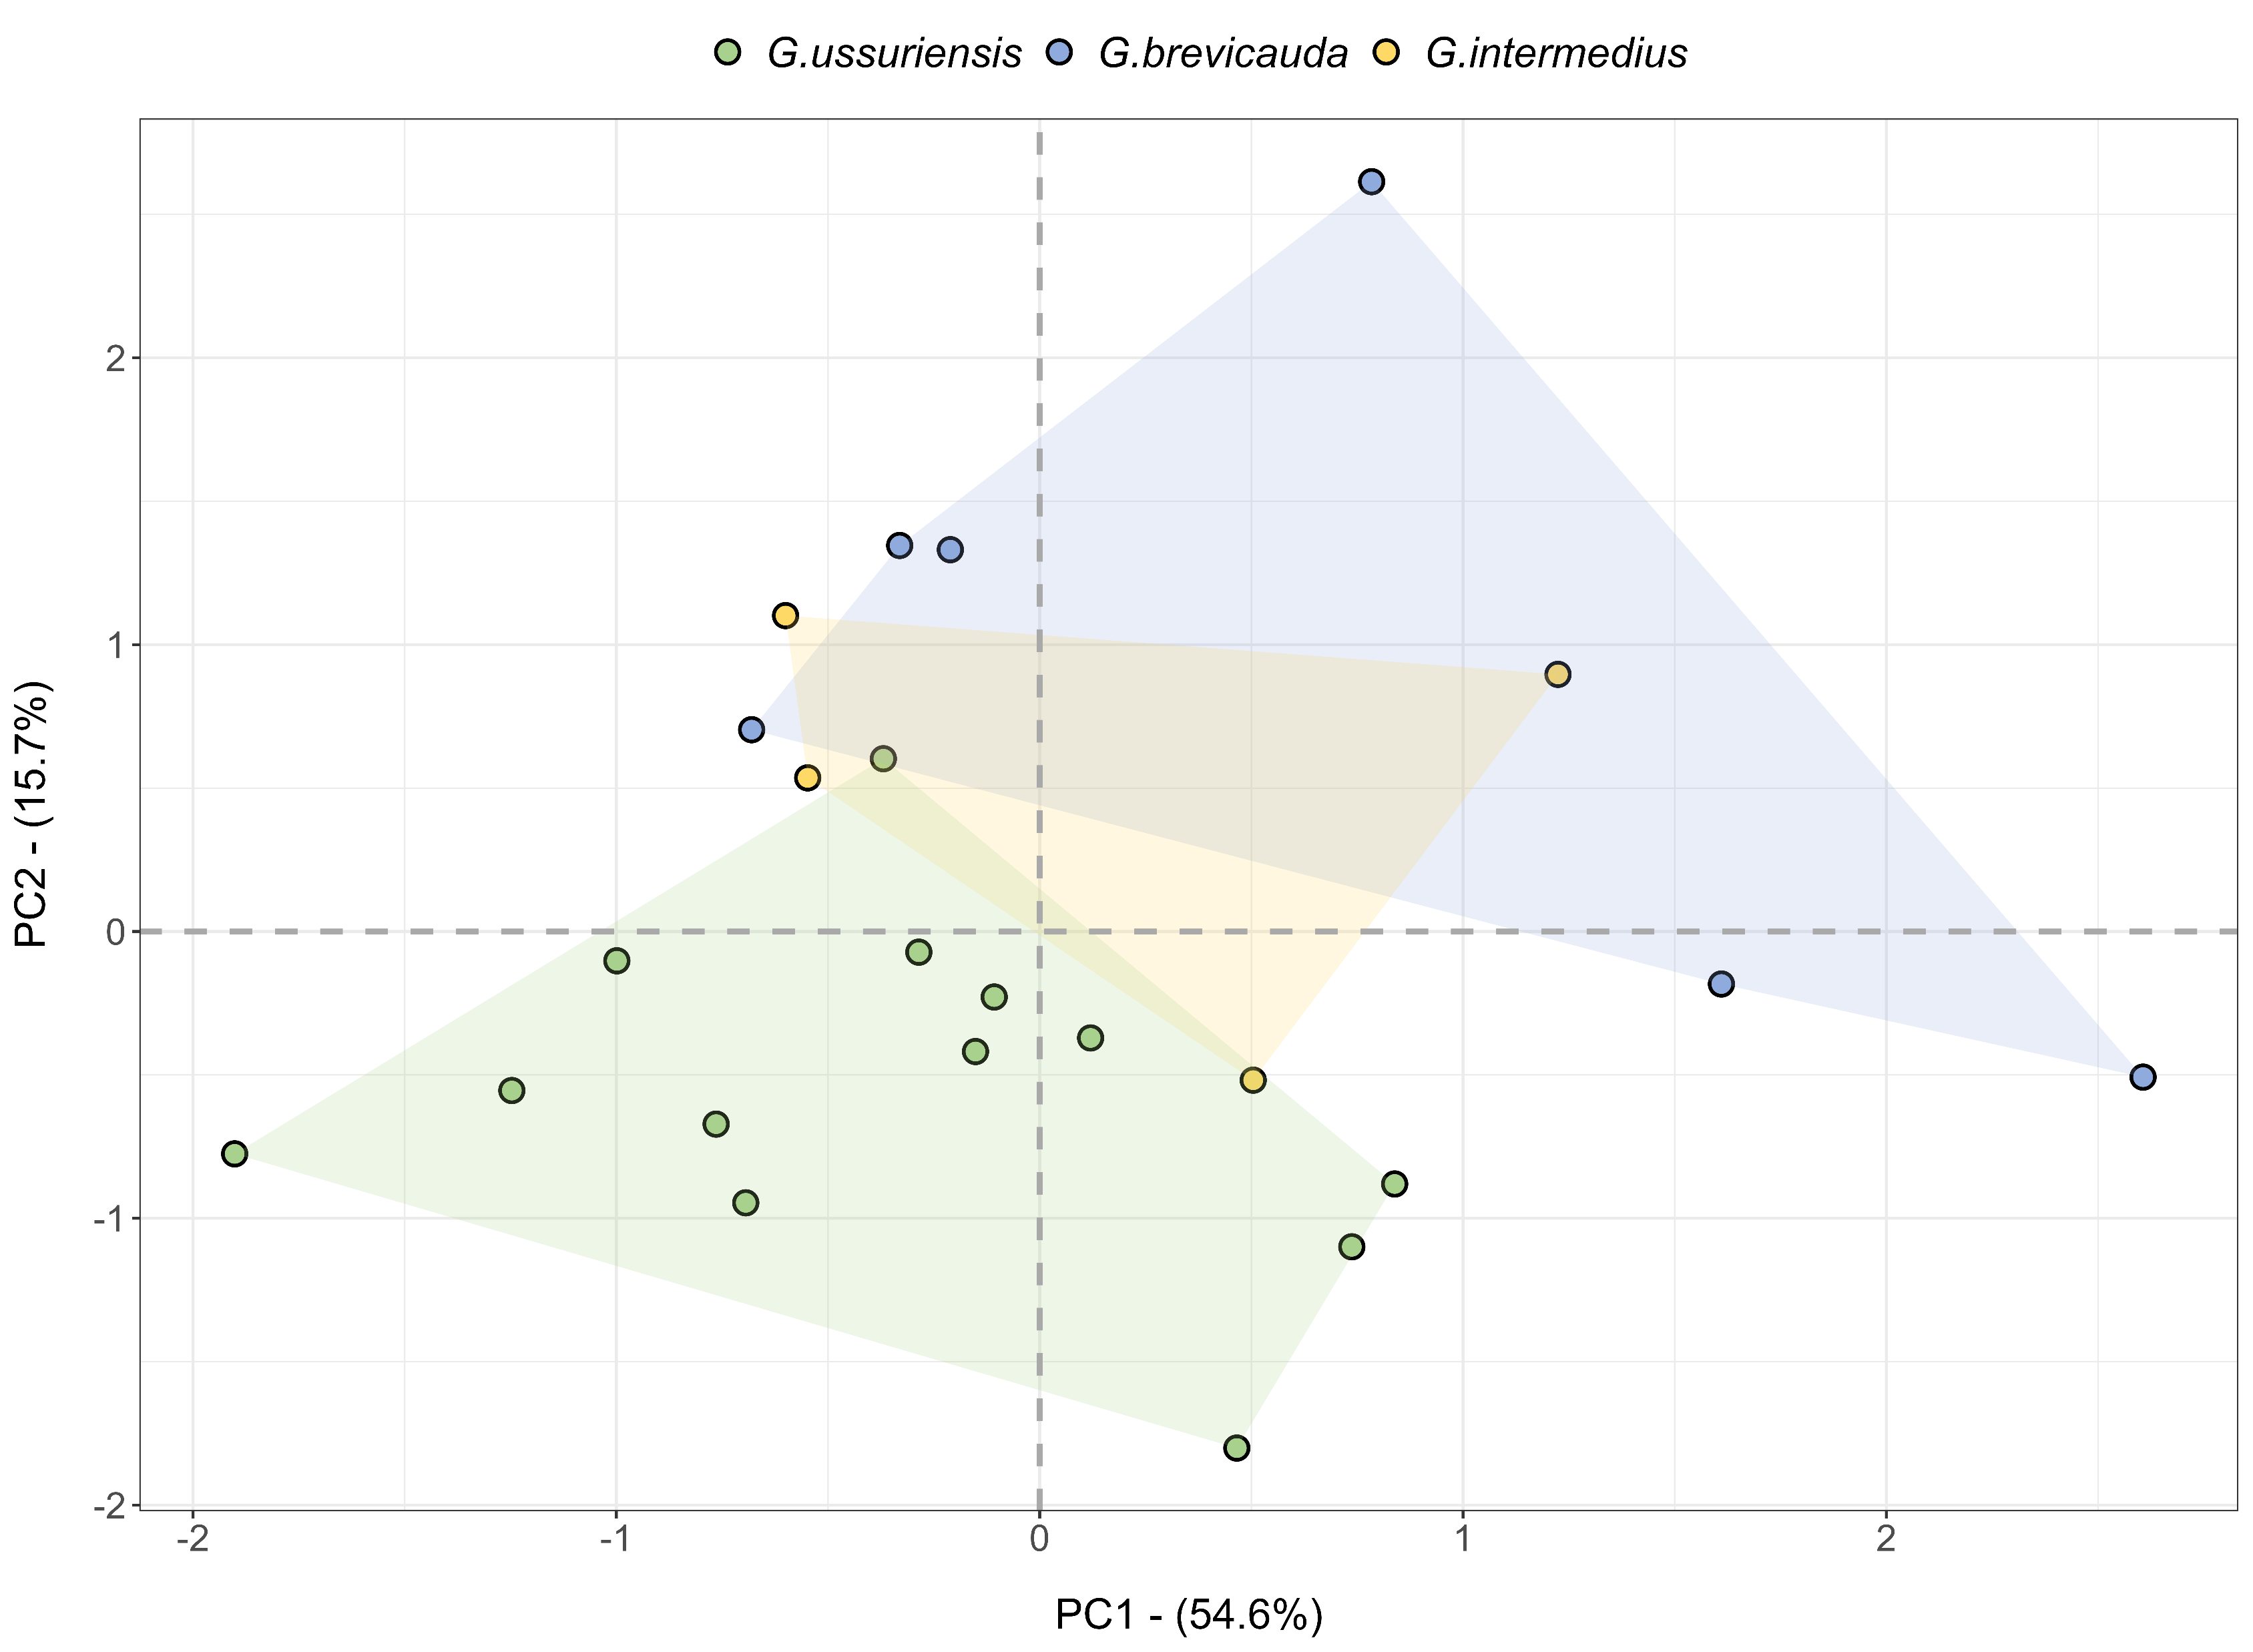 G.ussuriensis G.brevicauda G.intermedius
PC2 - (15.7%)
2
1
0
-1
-2
-2 -1 0 1 2
PC1 - (54.6%)